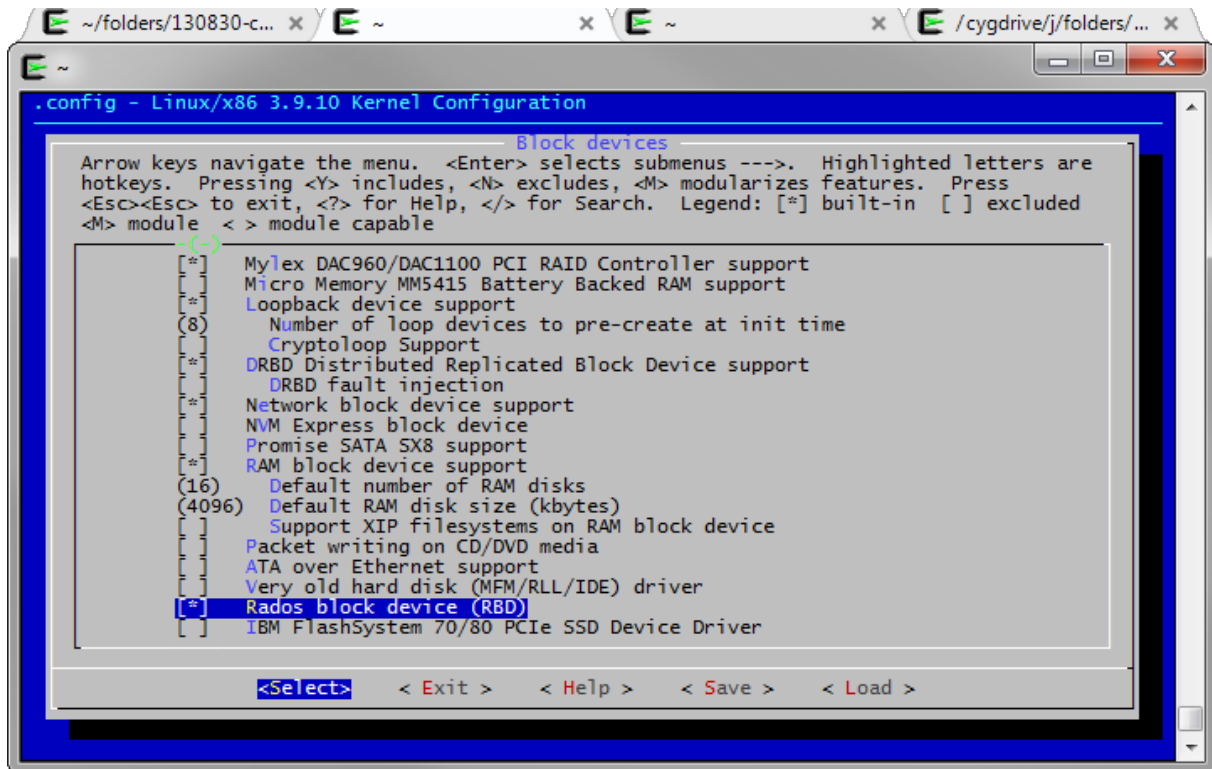 ~/folders/130830-c... × ~ × ~ × /cygdrive/j/folders/... ×
~
.config - Linux/x86 3.9.10 Kernel Configuration
Block devices
Arrow keys navigate the menu.  <Enter> selects submenus --->.  Highlighted letters are
hotkeys.  Pressing <Y> includes, <N> excludes, <M> modularizes features.  Press
<Esc><Esc> to exit, <?> for Help, </> for Search.  Legend: [*] built-in  [ ] excluded
<M> module  < > module capable
-(-)
[*]   Mylex DAC960/DAC1100 PCI RAID Controller support
[ ]   Micro Memory MM5415 Battery Backed RAM support
[*]   Loopback device support
(8)     Number of loop devices to pre-create at init time
[ ]     Cryptoloop Support
[*]   DRBD Distributed Replicated Block Device support
[ ]     DRBD fault injection
[*]   Network block device support
[ ]   NVM Express block device
[ ]   Promise SATA SX8 support
[*]   RAM block device support
(16)    Default number of RAM disks
(4096)  Default RAM disk size (kbytes)
[ ]     Support XIP filesystems on RAM block device
[ ]   Packet writing on CD/DVD media
[ ]   ATA over Ethernet support
[ ]   Very old hard disk (MFM/RLL/IDE) driver
[*]   Rados block device (RBD)
[ ]   IBM FlashSystem 70/80 PCIe SSD Device Driver
<Select>    < Exit >    < Help >    < Save >    < Load >